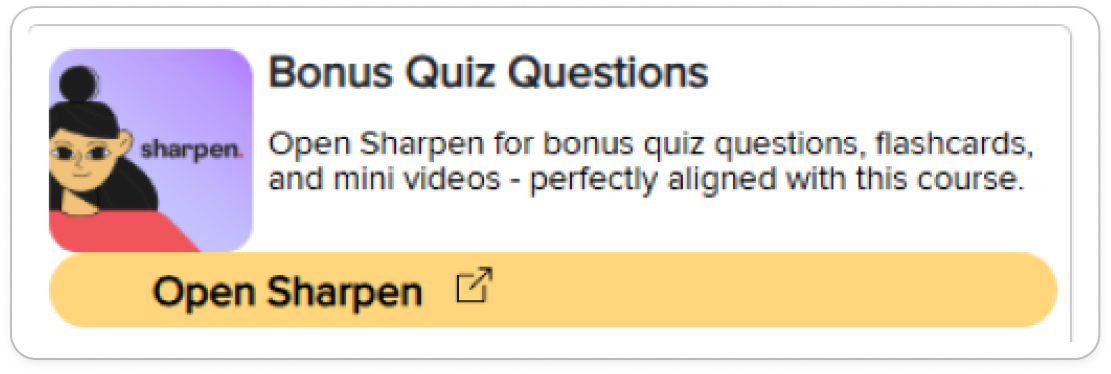 Bonus Quiz Questions
sharpen.
Open Sharpen for bonus quiz questions, flashcards,
and mini videos - perfectly aligned with this course.
Open Sharpen